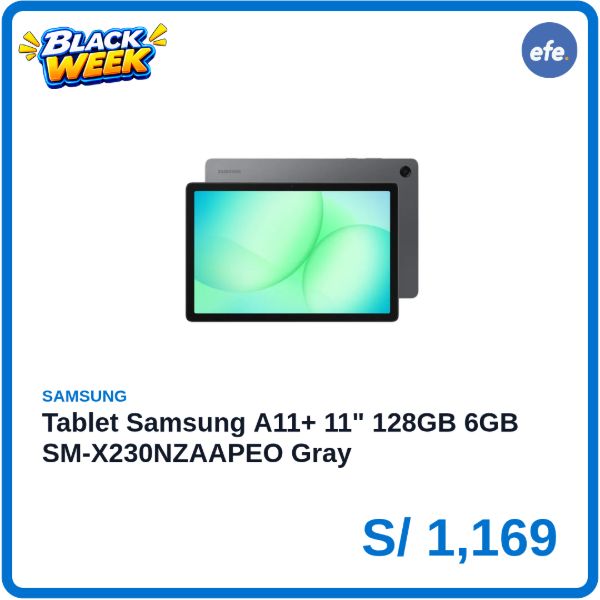 BLACK
WEEK
efe.
SAMSUNG
SAMSUNG
Tablet Samsung A11+ 11" 128GB 6GB
SM-X230NZAAPEO Gray
S/ 1,169